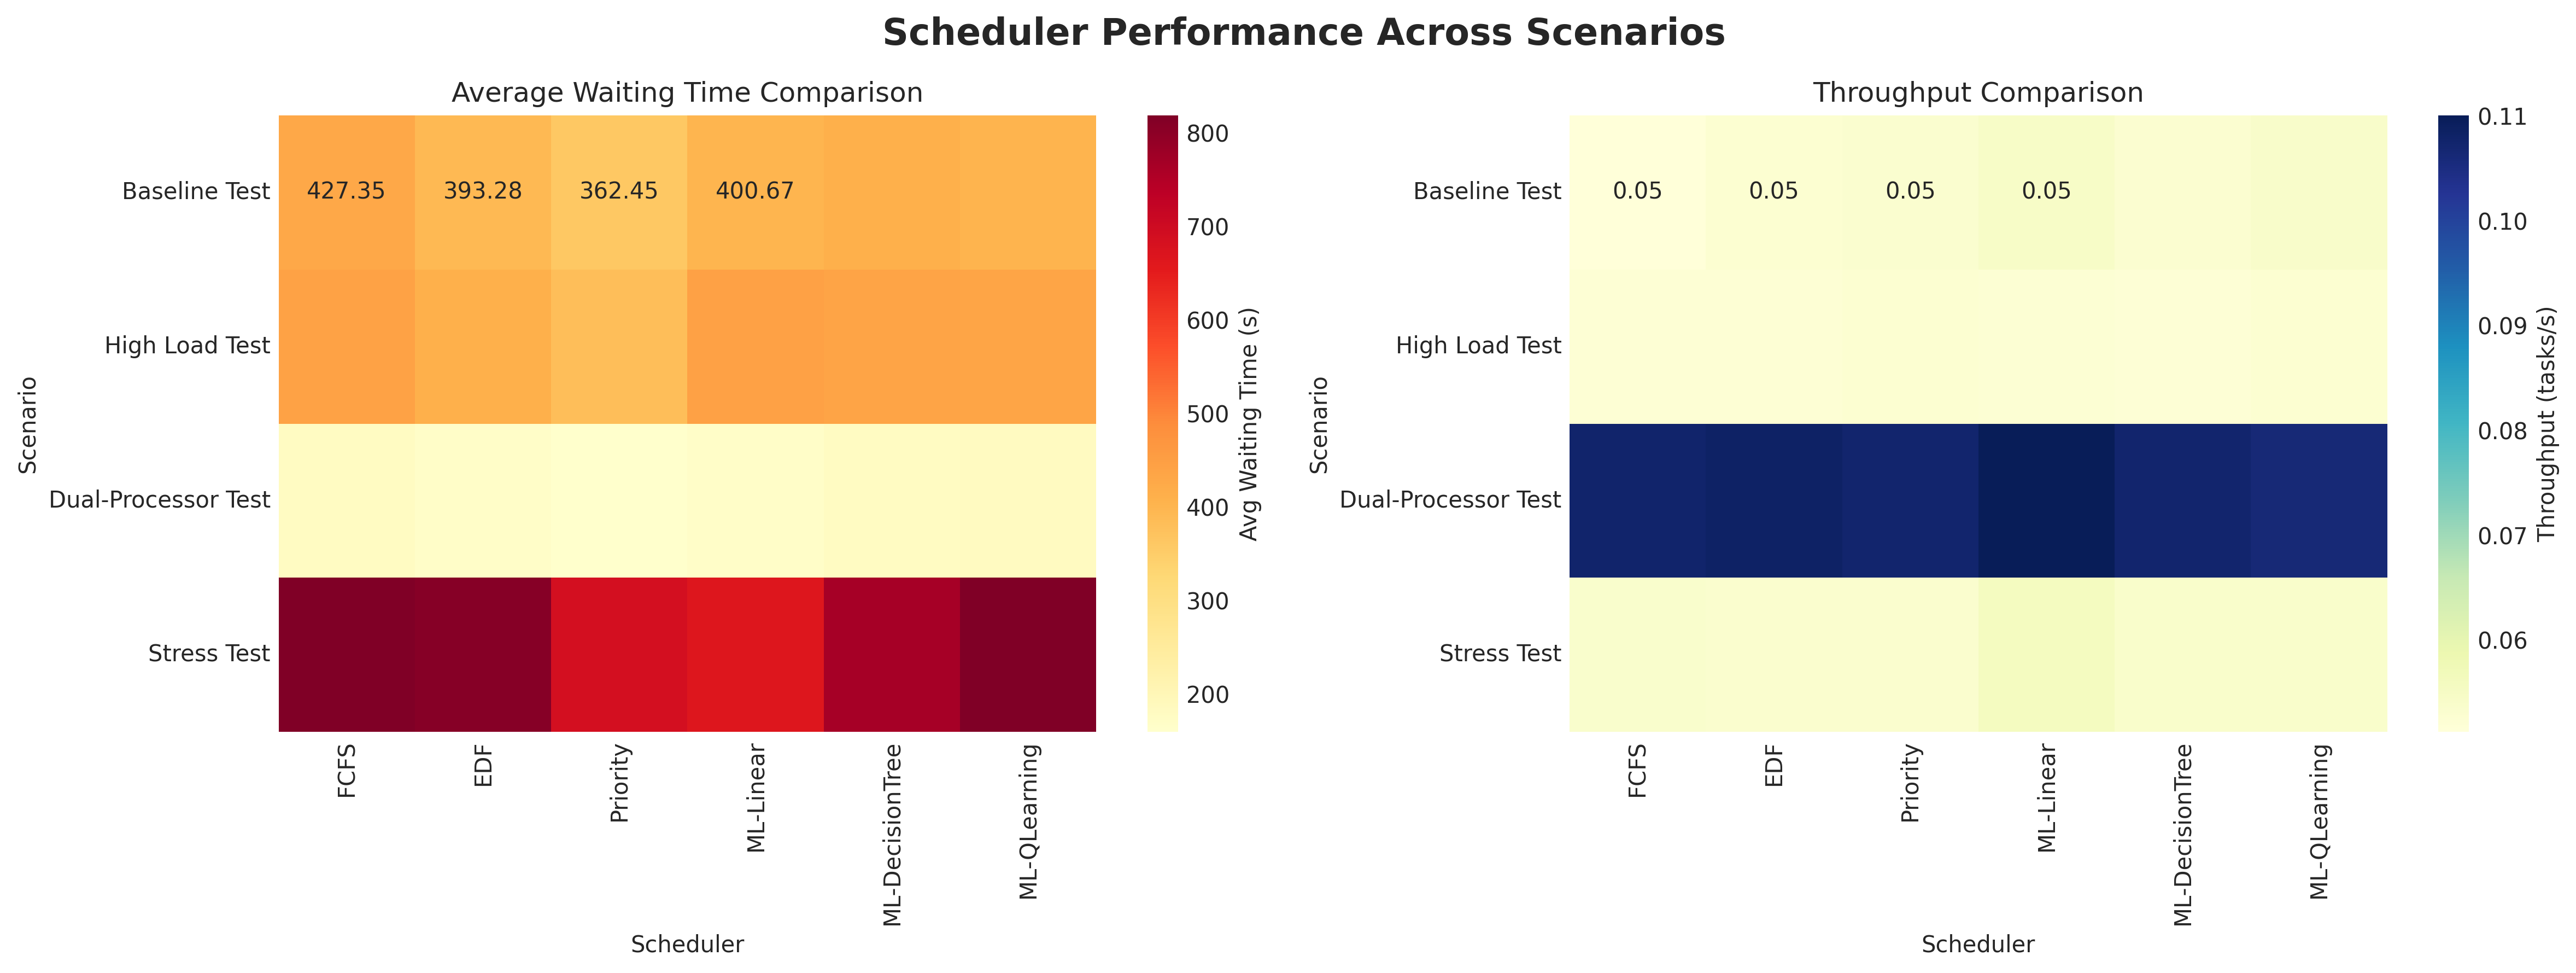 Scheduler Performance Across Scenarios
Average Waiting Time Comparison
Scenario
Baseline Test
High Load Test
Dual-Processor Test
Stress Test
427.35 393.28 362.45 400.67
FCFS
EDF
Priority
ML-Linear
ML-DecisionTree
ML-QLearning
Scheduler
800
700
600
500
400
300
200
Avg Waiting Time (s)
Throughput Comparison
Scenario
Baseline Test
High Load Test
Dual-Processor Test
Stress Test
0.05 0.05 0.05 0.05
FCFS
EDF
Priority
ML-Linear
ML-DecisionTree
ML-QLearning
Scheduler
0.11
0.10
0.09
0.08
0.07
0.06
Throughput (tasks/s)